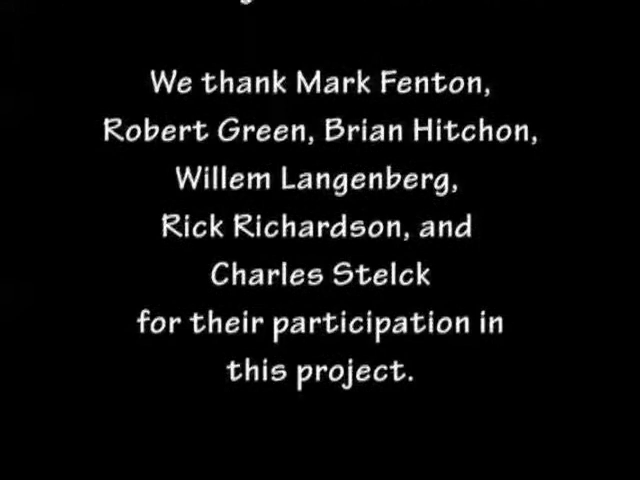 We thank Mark Fenton,
Robert Green, Brian Hitchon,
Willem Langenberg,
Rick Richardson, and
Charles Stelck
for their participation in
this project.